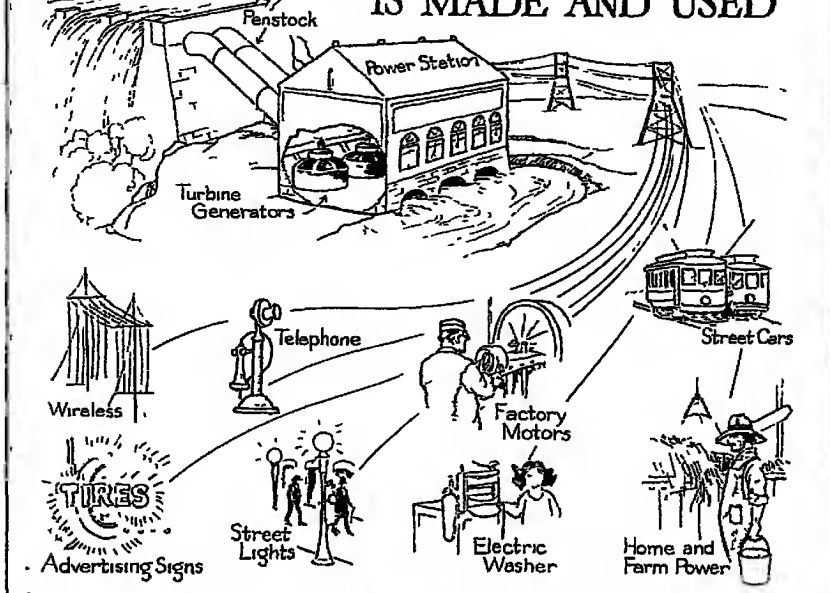 IS MADE AND USED
Penstock
Power Station
Turbine
Generators
Wireless
Telephone
Factory
Motors
Street Cars
TIRES
Advertising Signs
Street
Lights
Electric
Washer
Home and
Farm Power